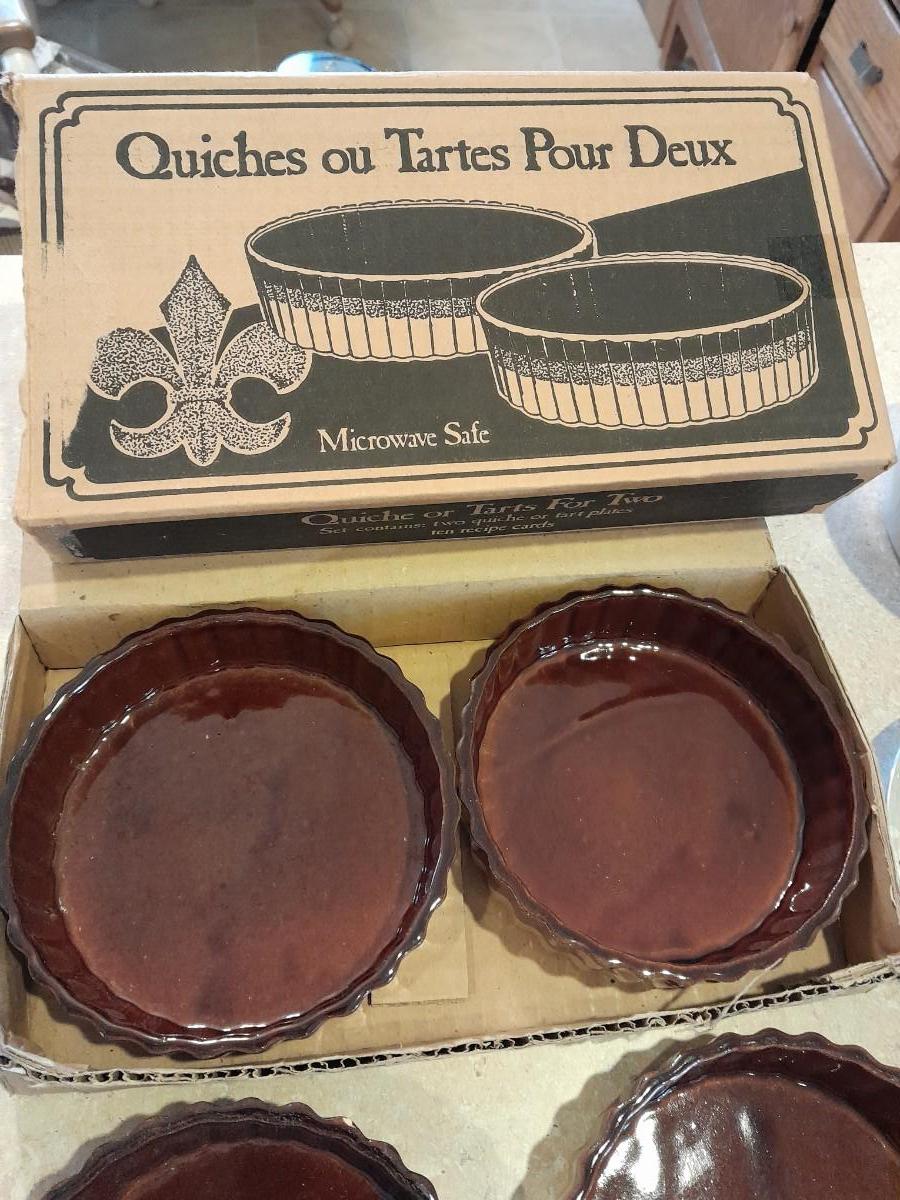 Quiches ou Tartes Pour Deux
Microwave Safe
Quiche or Tarts For Two
Set contains: two quiche or tart plates
ten recipe cards